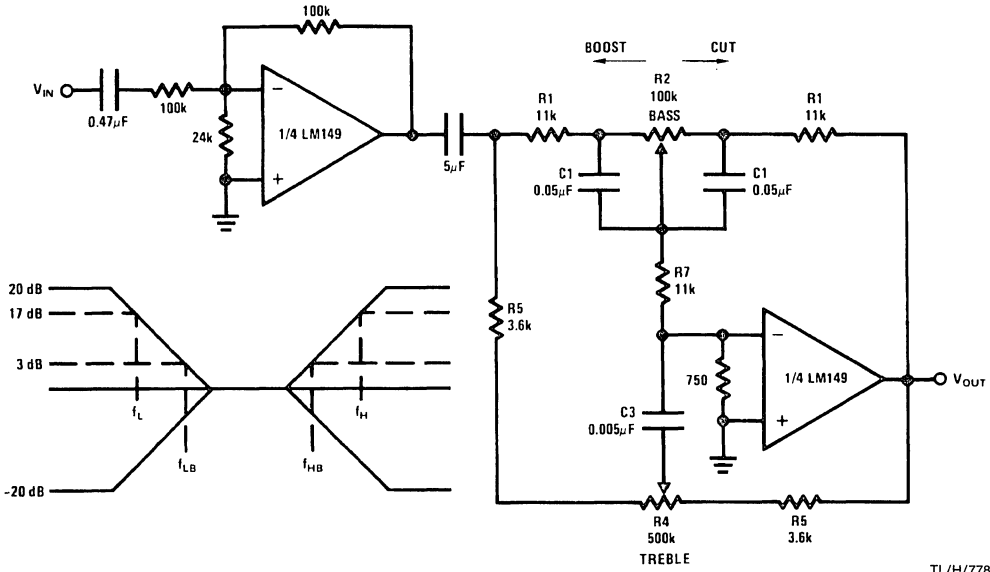 100k
BOOST
CUT
V_IN
0.47μF
100k
24k
1/4 LM149
−
+
5μF
R1
11k
R2
100k
BASS
R1
11k
C1
0.05μF
C1
0.05μF
R7
11k
R5
3.6k
20 dB
17 dB
3 dB
-20 dB
f_L
f_LB
f_HB
f_H
750
−
+
1/4 LM149
V_OUT
C3
0.005μF
R4
500k
TREBLE
R5
3.6k
TL/H/778